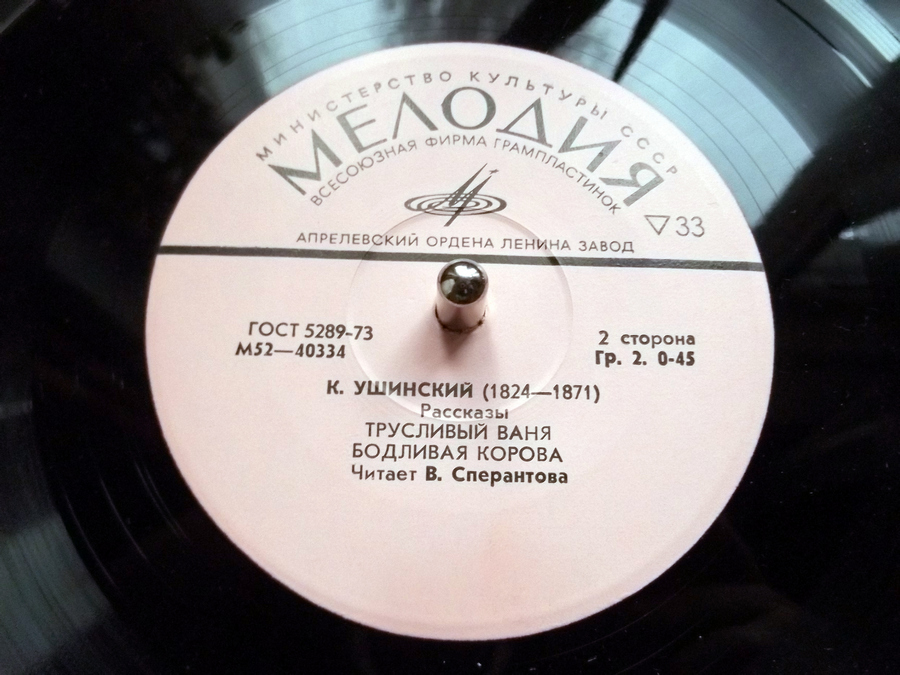 МИНИСТЕРСТВО КУЛЬТУРЫ СССР
МЕЛОДИЯ
ВСЕСОЮЗНАЯ ФИРМА ГРАМПЛАСТИНОК
33
АПРЕЛЕВСКИЙ ОРДЕНА ЛЕНИНА ЗАВОД
ГОСТ 5289-73
М52—40334
2 сторона
Гр. 2. 0-45
К. УШИНСКИЙ (1824—1871)
Рассказы
ТРУСЛИВЫЙ ВАНЯ
БОДЛИВАЯ КОРОВА
Читает В. Сперантова